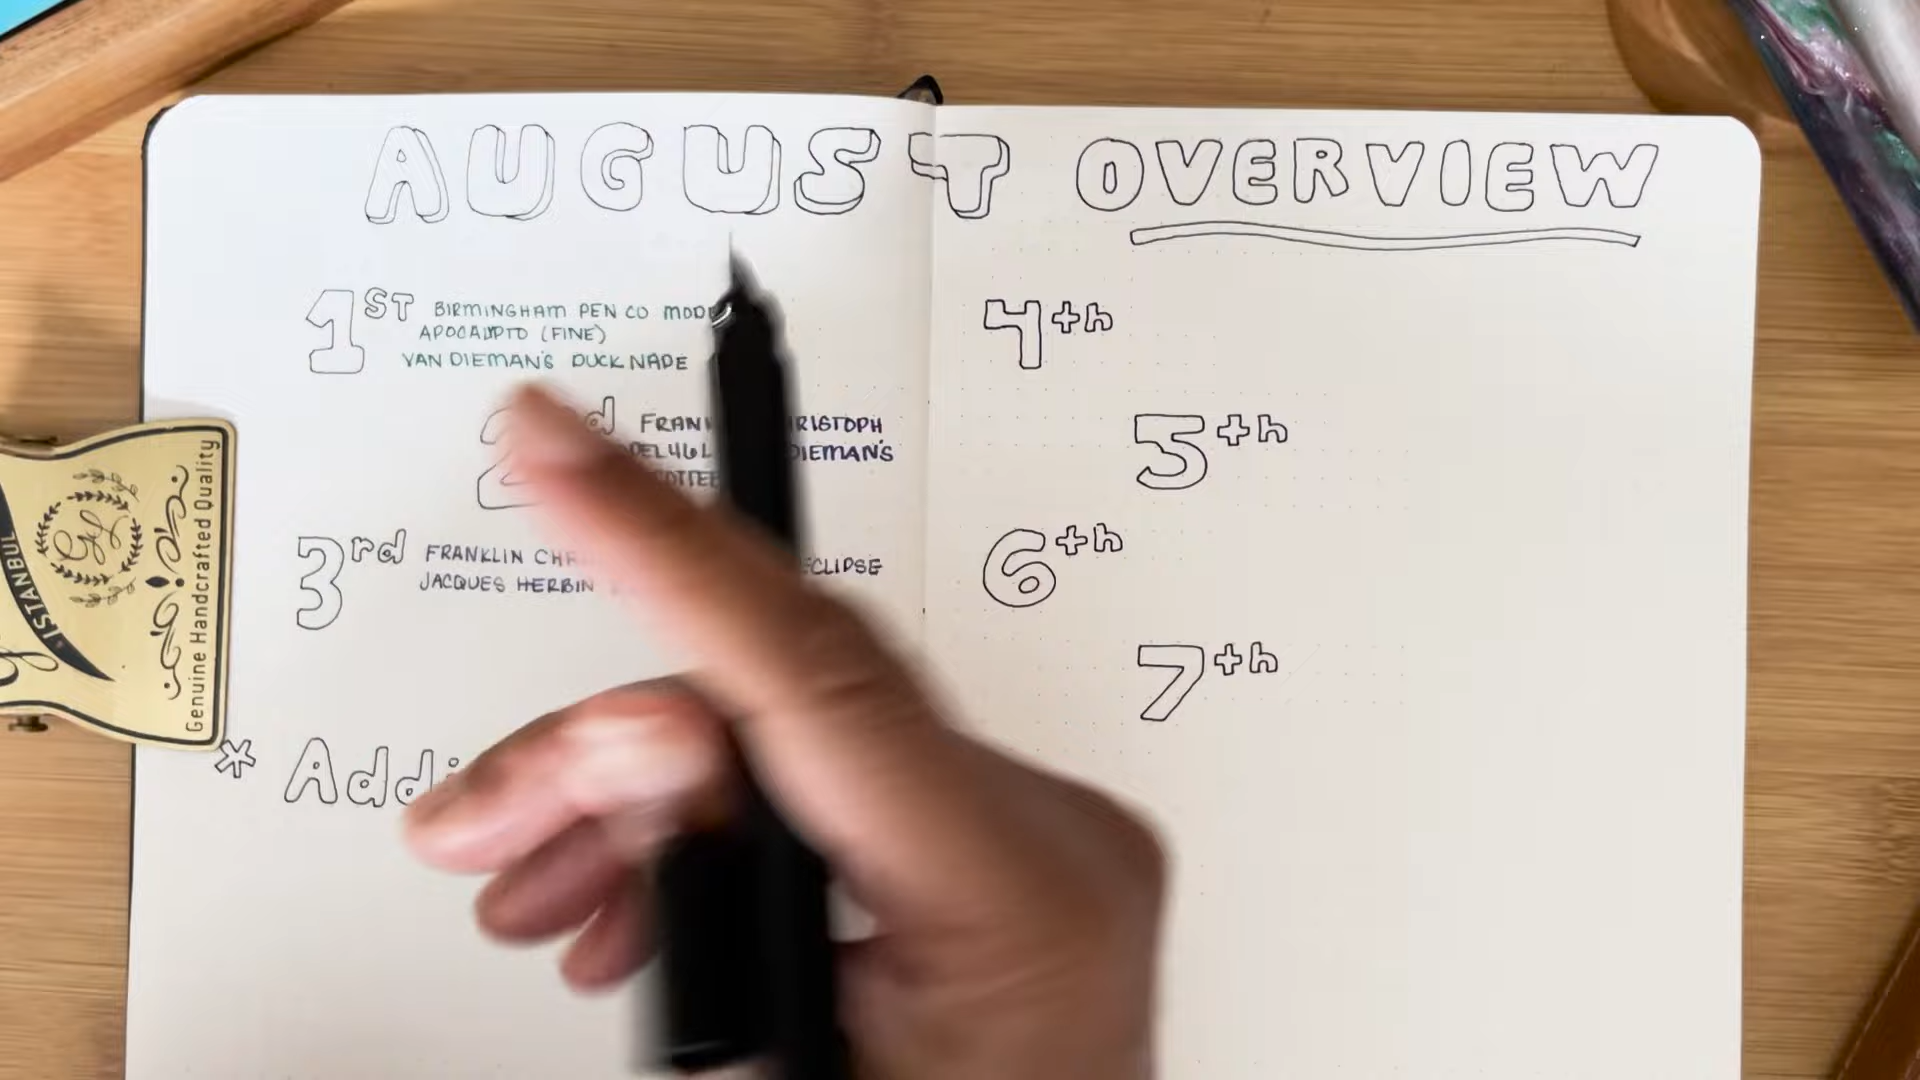 AUGUST OVERVIEW
1ST BIRMINGHAM PEN CO
APOCALYPTO (FINE)
VAN DIEMAN'S DUCK NADE
2
46L DIEMAN'S
3rd FRANKLIN ECLIPSE
JACQUES HERBIN
* Addi
4th
5th
6th
7th
ISTANBUL
Genuine Handcrafted Quality